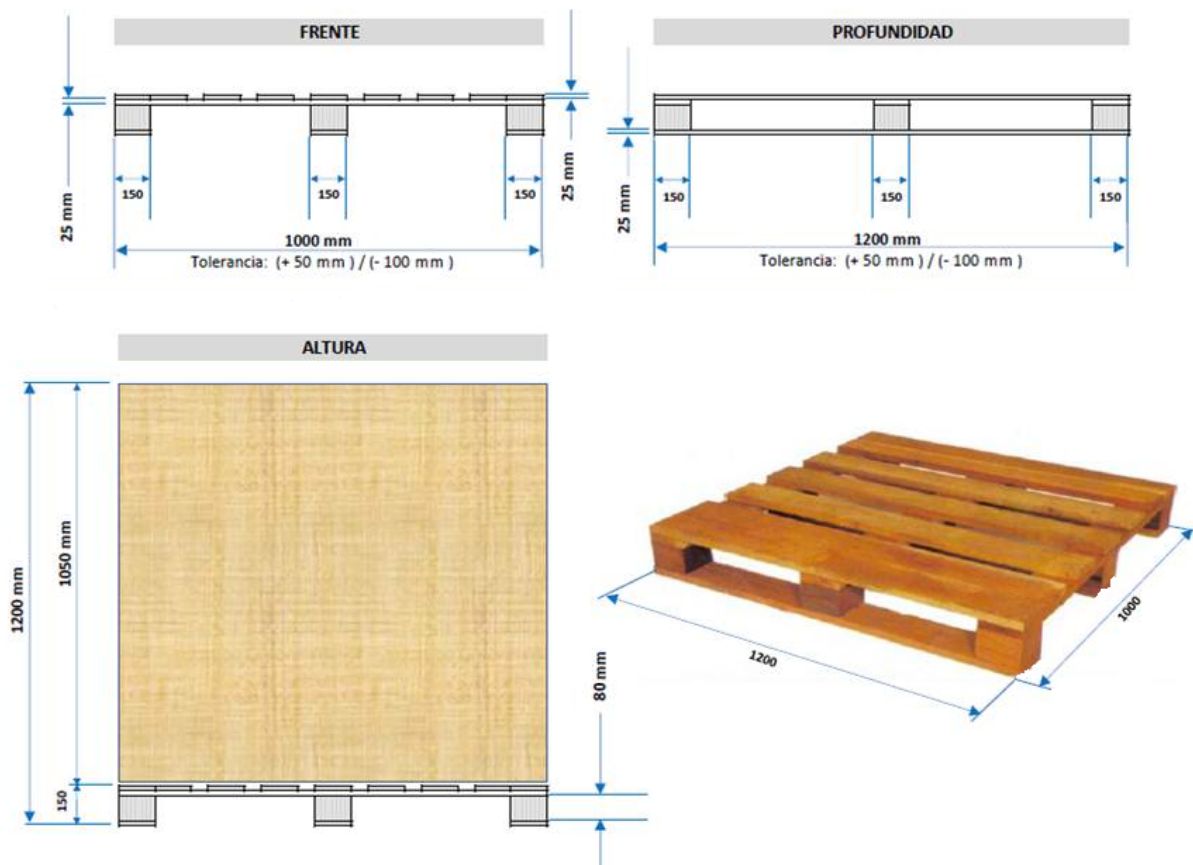 FRENTE
25 mm
150
150
150
25 mm
1000 mm
Tolerancia: (+ 50 mm ) / (- 100 mm )
PROFUNDIDAD
25 mm
150
150
150
1200 mm
Tolerancia: (+ 50 mm ) / (- 100 mm )
ALTURA
1200 mm
1050 mm
150
80 mm
1200
1000